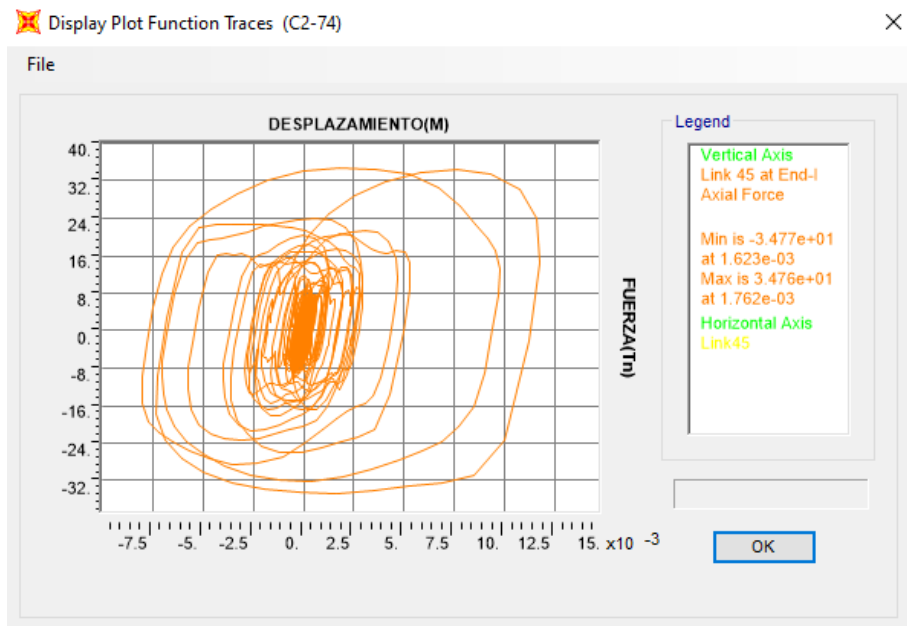 Display Plot Function Traces (C2-74)
File
DESPLAZAMIENTO(M)
40.
32.
24.
16.
8.
0.
-8.
-16.
-24.
-32.
-7.5 -5. -2.5 0. 2.5 5. 7.5 10. 12.5 15. x10 -3
FUERZA(Tn)
Legend
Vertical Axis
Link 45 at End-I
Axial Force
Min is -3.477e+01
at 1.623e-03
Max is 3.476e+01
at 1.762e-03
Horizontal Axis
Link45
OK